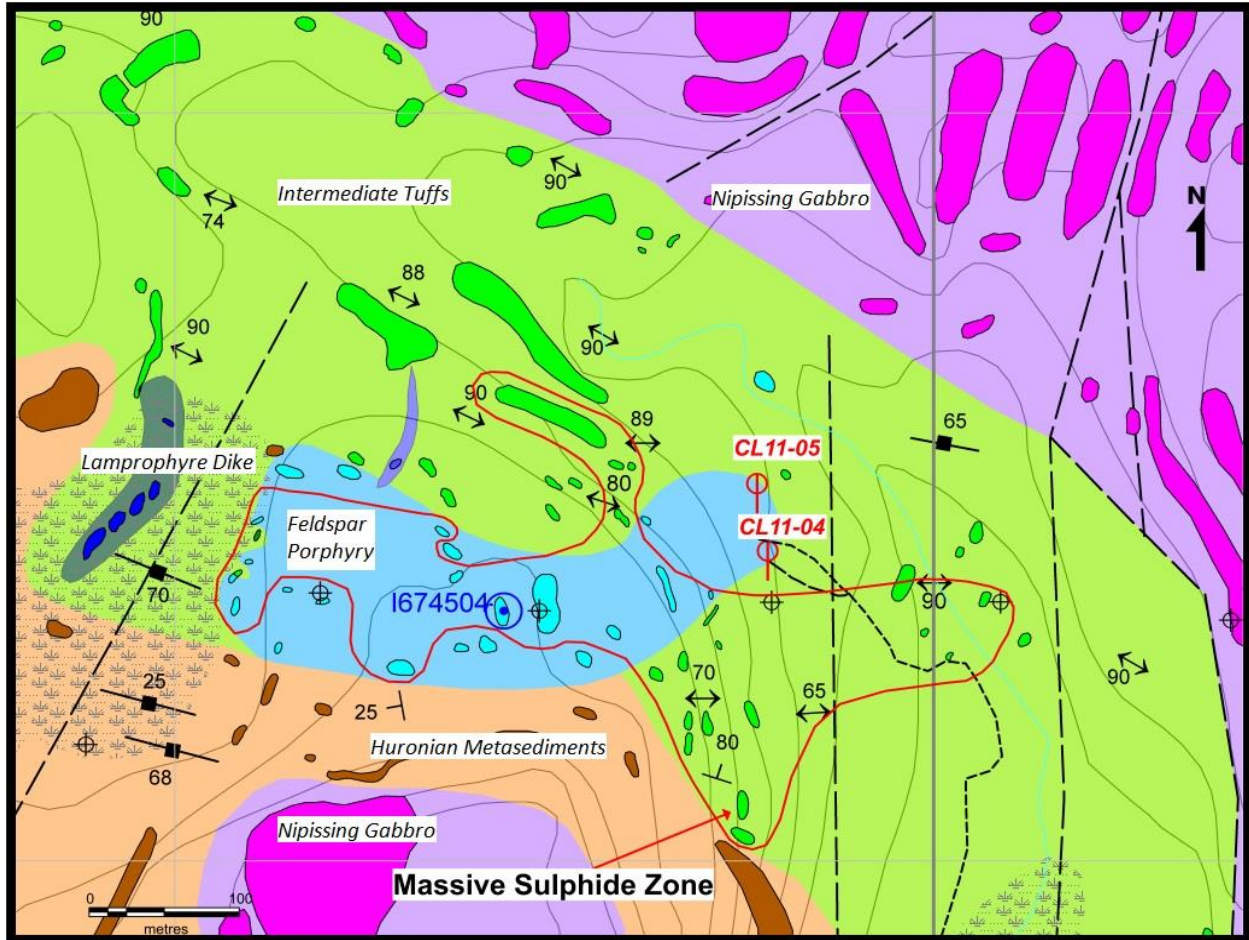 90
Intermediate Tuffs
90
Nipissing Gabbro
N
74
88
90
90
90
89
65
CL11-05
Lamprophyre Dike
80
Feldspar
Porphyry
CL11-04
70
I674504
90
90
25
25
70
65
68
Huronian Metasediments
80
Nipissing Gabbro
Massive Sulphide Zone
0
100
metres